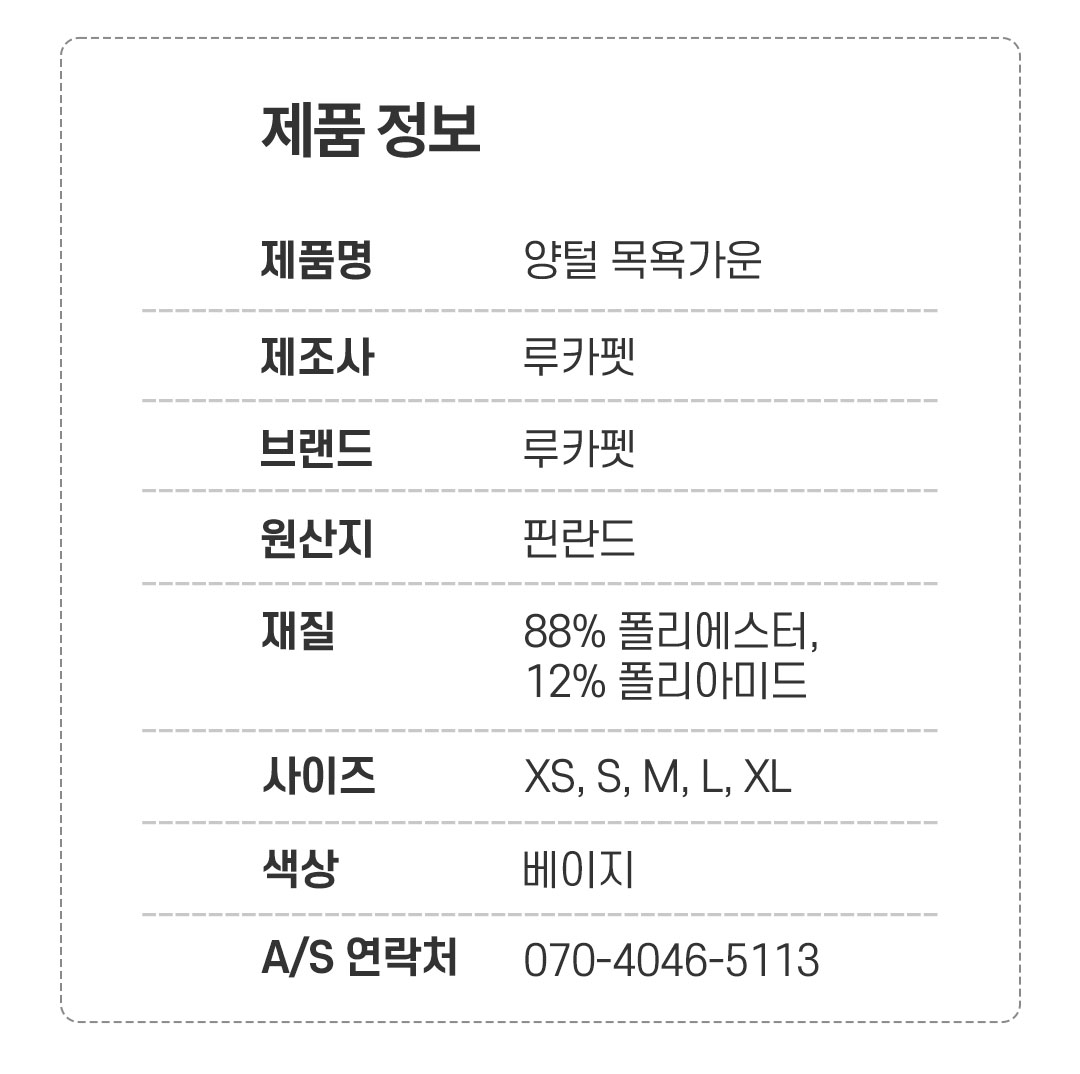 제품 정보
제품명 양털 목욕가운
제조사 루카펫
브랜드 루카펫
원산지 핀란드
재질 88% 폴리에스터,
12% 폴리아미드
사이즈 XS, S, M, L, XL
색상 베이지
A/S 연락처 070-4046-5113